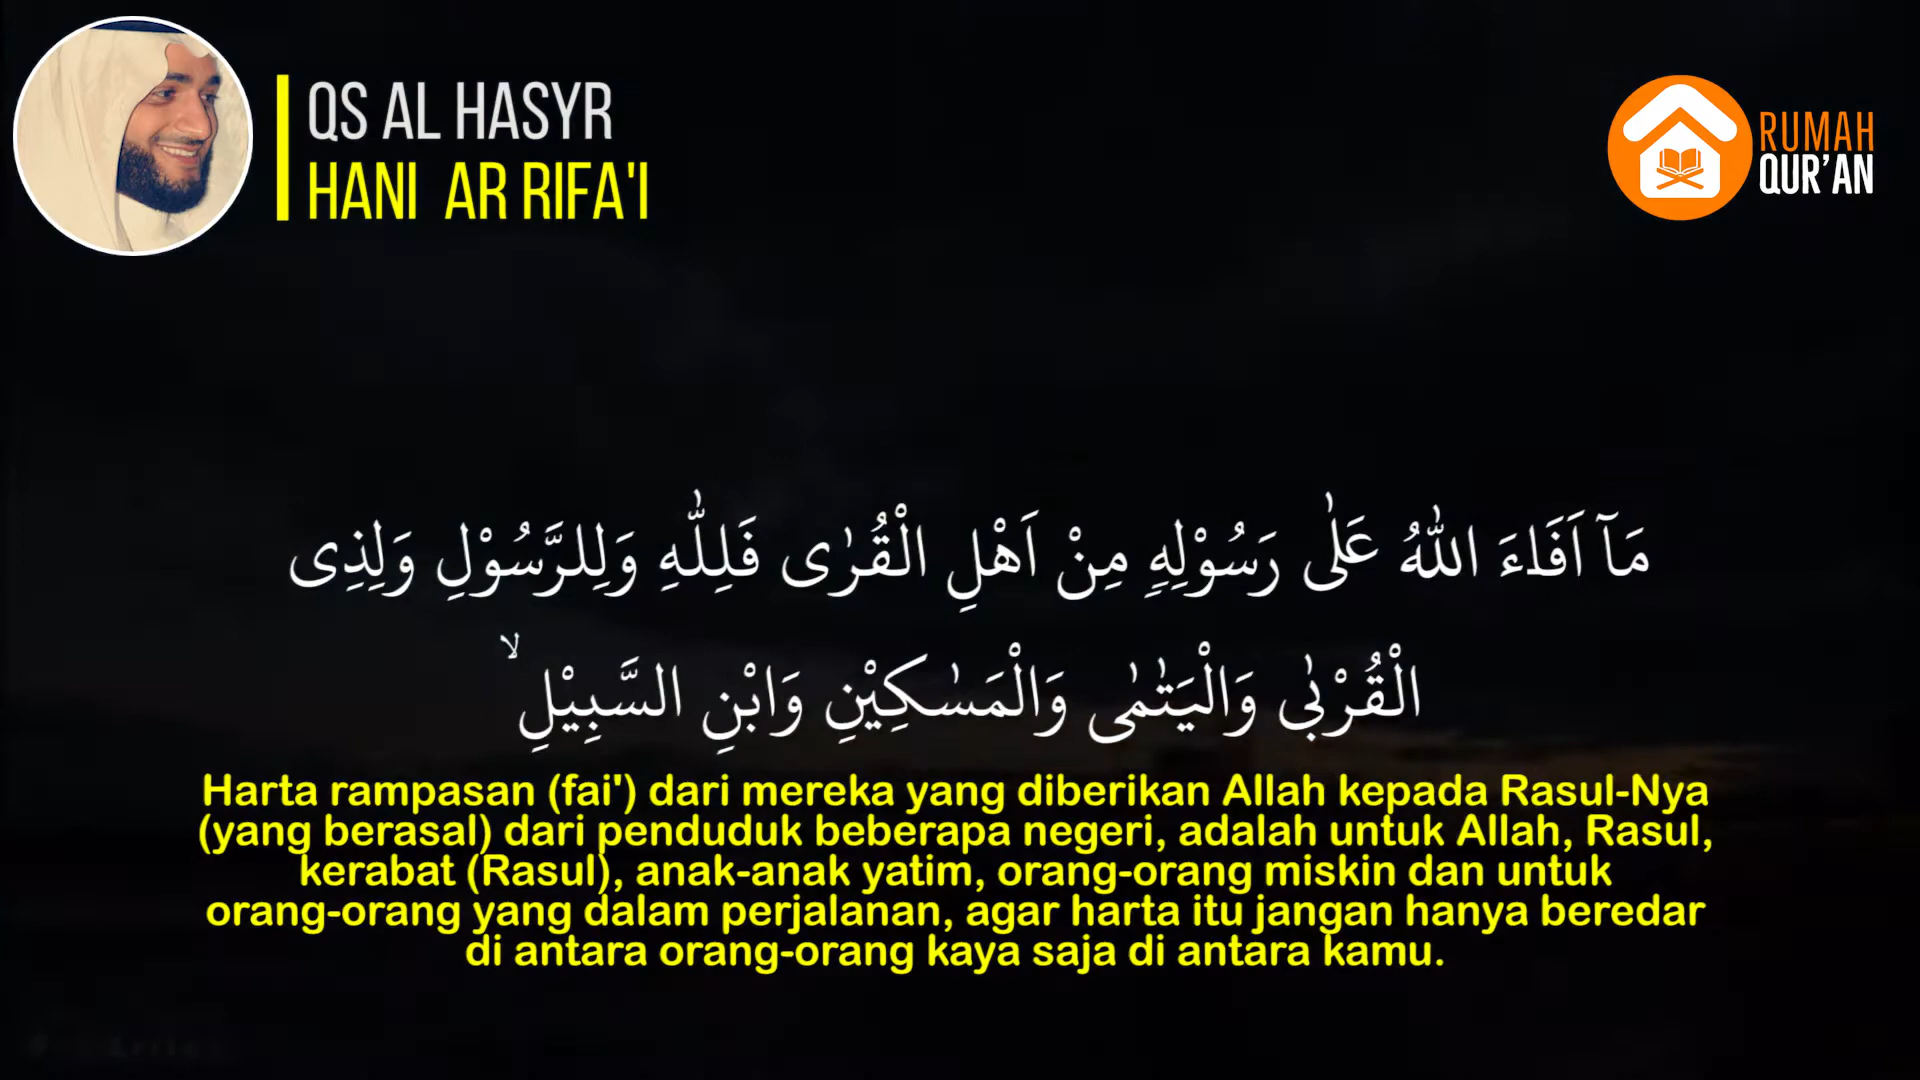 QS AL HASYR
HANI AR RIFA'I
RUMAH
QUR'AN
مَآ اَفَاۤءَ اللّٰهُ عَلٰى رَسُوْلِهٖ مِنْ اَهْلِ الْقُرٰى فَلِلّٰهِ وَلِلرَّسُوْلِ وَلِذِى
الْقُرْبٰى وَالْيَتٰمٰى وَالْمَسٰكِيْنِ وَابْنِ السَّبِيْلِۙ
Harta rampasan (fai') dari mereka yang diberikan Allah kepada Rasul-Nya
(yang berasal) dari penduduk beberapa negeri, adalah untuk Allah, Rasul,
kerabat (Rasul), anak-anak yatim, orang-orang miskin dan untuk
orang-orang yang dalam perjalanan, agar harta itu jangan hanya beredar
di antara orang-orang kaya saja di antara kamu.